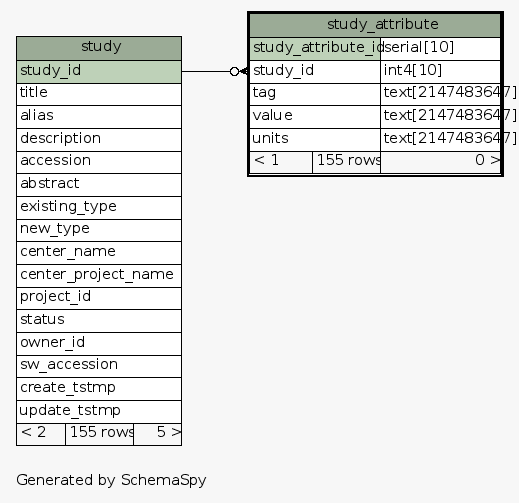 study
study_id
title
alias
description
accession
abstract
existing_type
new_type
center_name
center_project_name
project_id
status
owner_id
sw_accession
create_tstmp
update_tstmp
< 2 155 rows 5 >
study_attribute
study_attribute_id serial[10]
study_id int4[10]
tag text[2147483647]
value text[2147483647]
units text[2147483647]
< 1 155 rows 0 >
Generated by SchemaSpy